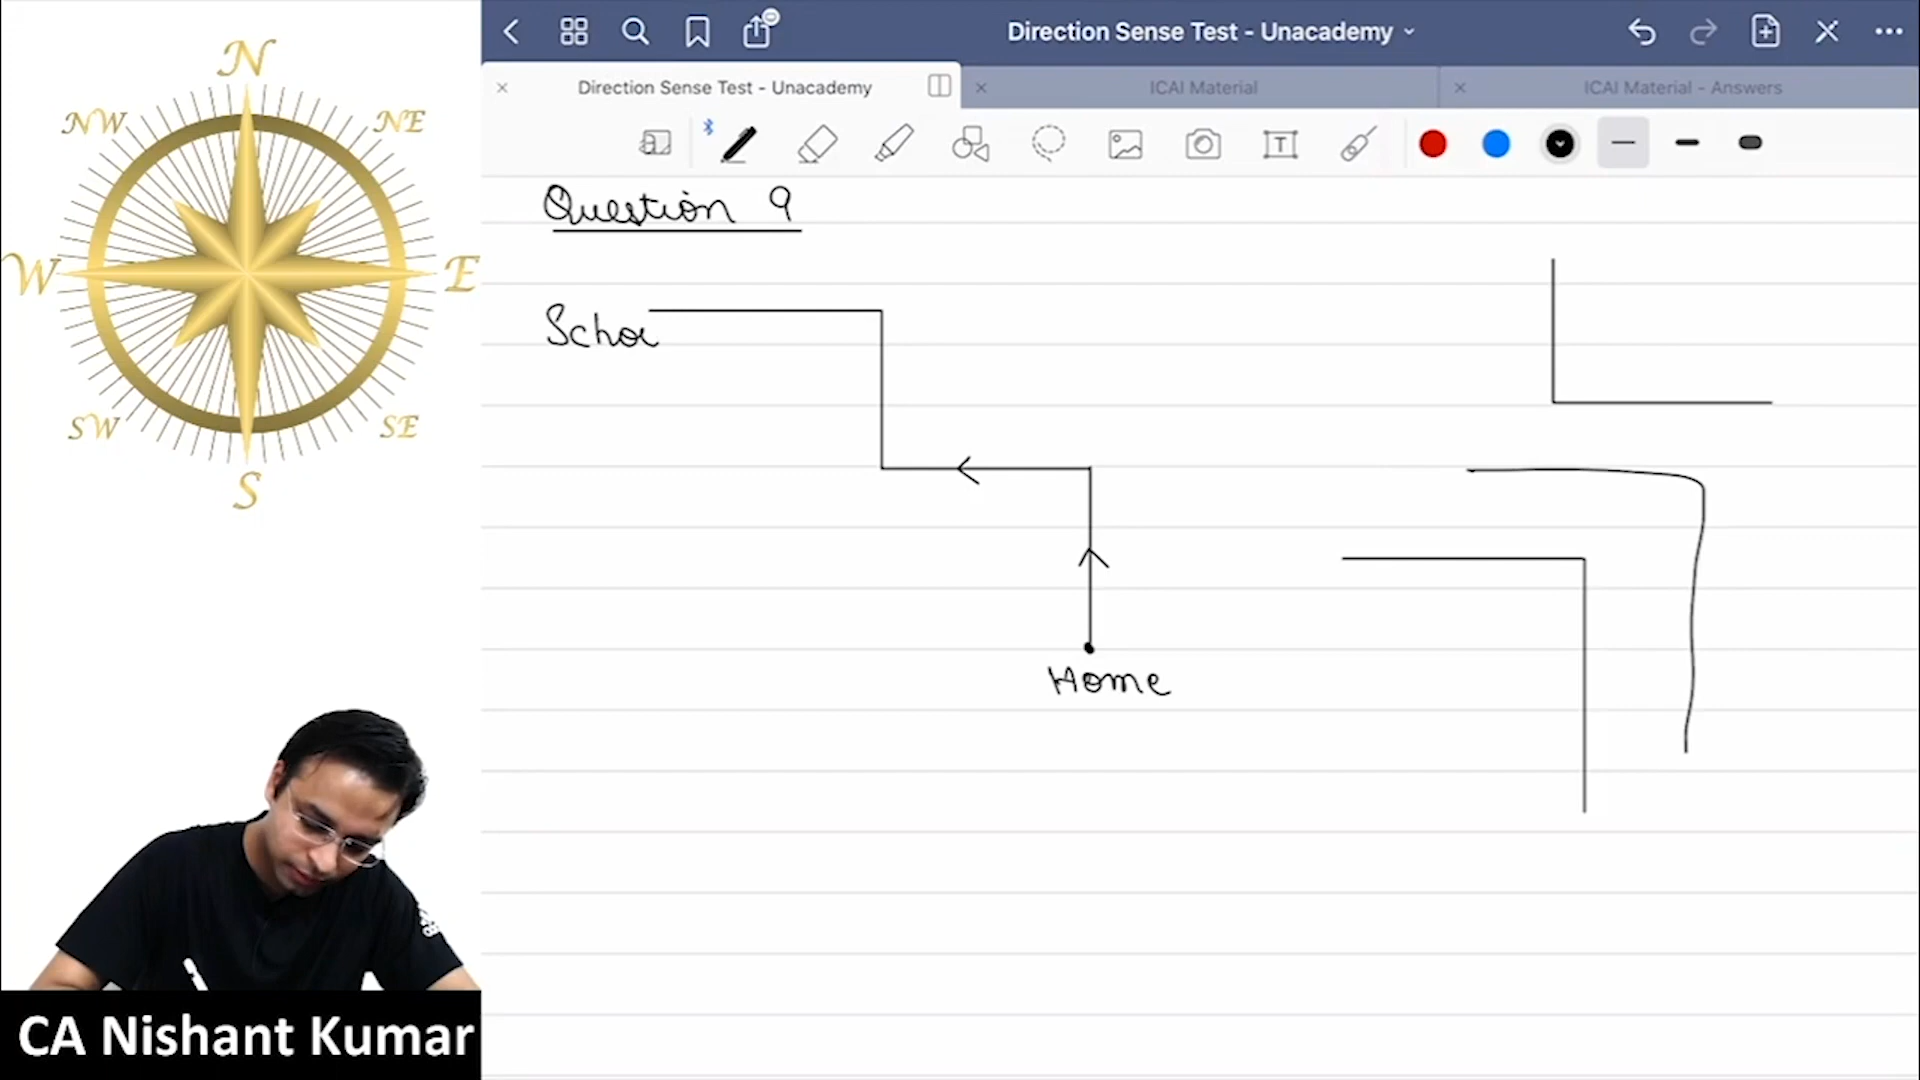 N
NW
NE
W
E
SW
SE
S
Direction Sense Test - Unacademy
Direction Sense Test - Unacademy
ICAI Material
ICAI Material - Answers
T
Question 9
Schoo
Home
CA Nishant Kumar